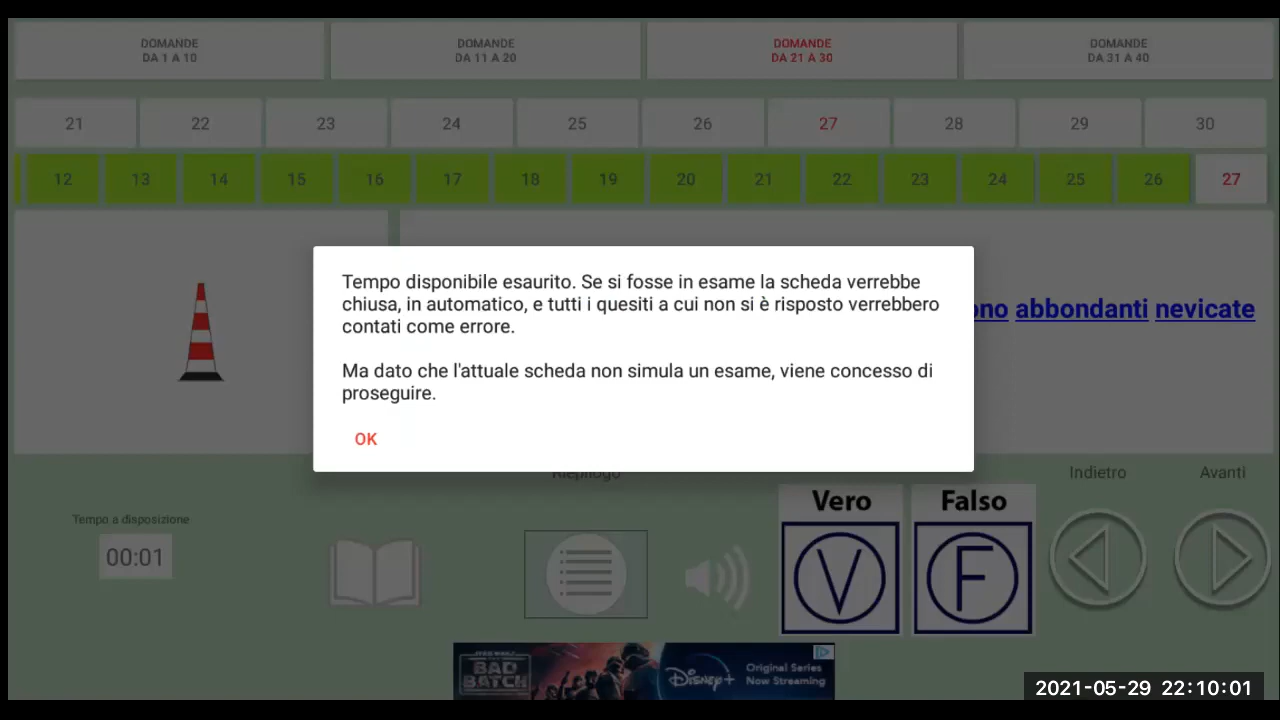 DOMANDE
DA 1 A 10
DOMANDE
DA 11 A 20
DOMANDE
DA 21 A 30
DOMANDE
DA 31 A 40
21 22 23 24 25 26 27 28 29 30
12 13 14 15 16 17 18 19 20 21 22 23 24 25 26 27
Tempo disponibile esaurito. Se si fosse in esame la scheda verrebbe
chiusa, in automatico, e tutti i quesiti a cui non si è risposto verrebbero
contati come errore.
Ma dato che l'attuale scheda non simula un esame, viene concesso di
proseguire.
OK
abbondanti nevicate
Riepilogo
Indietro
Avanti
Tempo a disposizione
00:01
Vero
Falso
V
F
STAR WARS
THE BAD BATCH
Disney+
Original Series
Now Streaming
2021-05-29 22:10:01